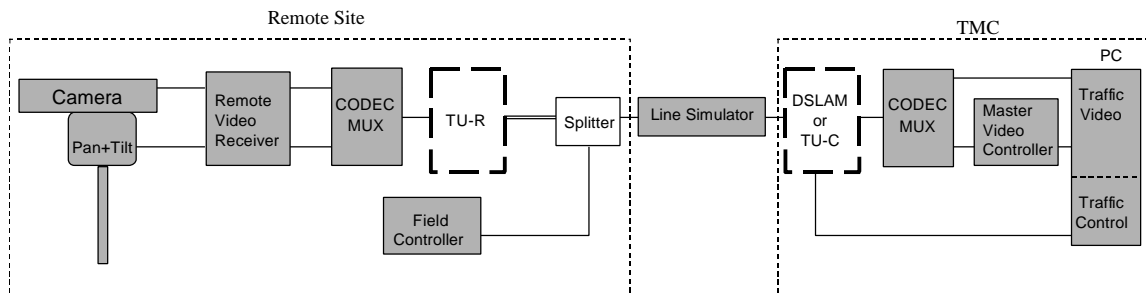 Remote Site
TMC
PC
Camera
Pan+Tilt
Remote
Video
Receiver
CODEC
MUX
TU-R
Splitter
Line Simulator
DSLAM
or
TU-C
CODEC
MUX
Master
Video
Controller
Traffic
Video
Field
Controller
Traffic
Control